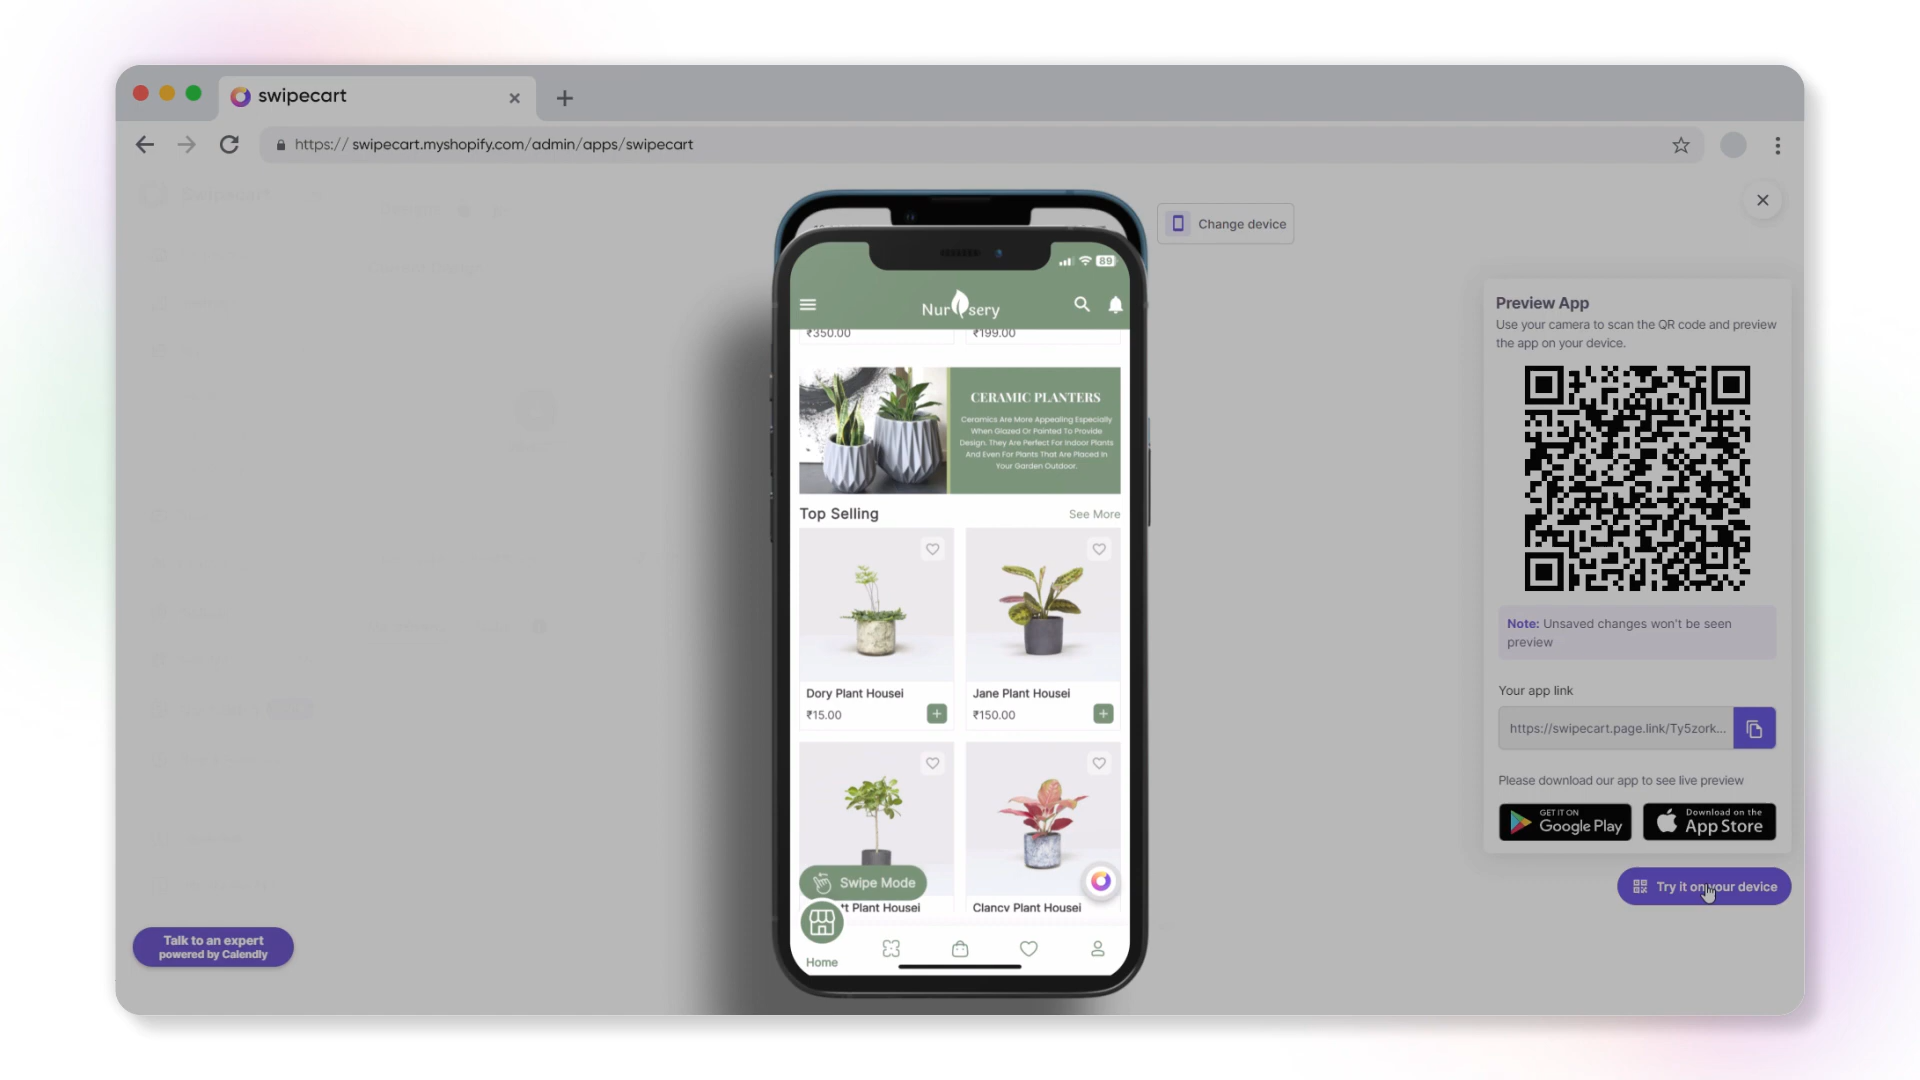 swipecart
https:// swipecart.myshopify.com/admin/apps/swipecart
Change device
89
Nursery
₹350.00
₹199.00
CERAMIC PLANTERS
Ceramics Are More Appealing Especially
When Glazed Or Painted To Provide
Design. They Are Perfect For Indoor Plants
And Even For Plants That Are Placed In
Your Garden Outdoor.
Top Selling
See More
Dory Plant Housei
₹15.00
Jane Plant Housei
₹150.00
Swipe Mode
tt Plant Housei
Clancy Plant Housei
Home
Preview App
Use your camera to scan the QR code and preview
the app on your device.
Note: Unsaved changes won't be seen
preview
Your app link
https://swipecart.page.link/Ty5zork...
Please download our app to see live preview
GET IT ON
Google Play
Download on the
App Store
Try it on your device
Talk to an expert
powered by Calendly